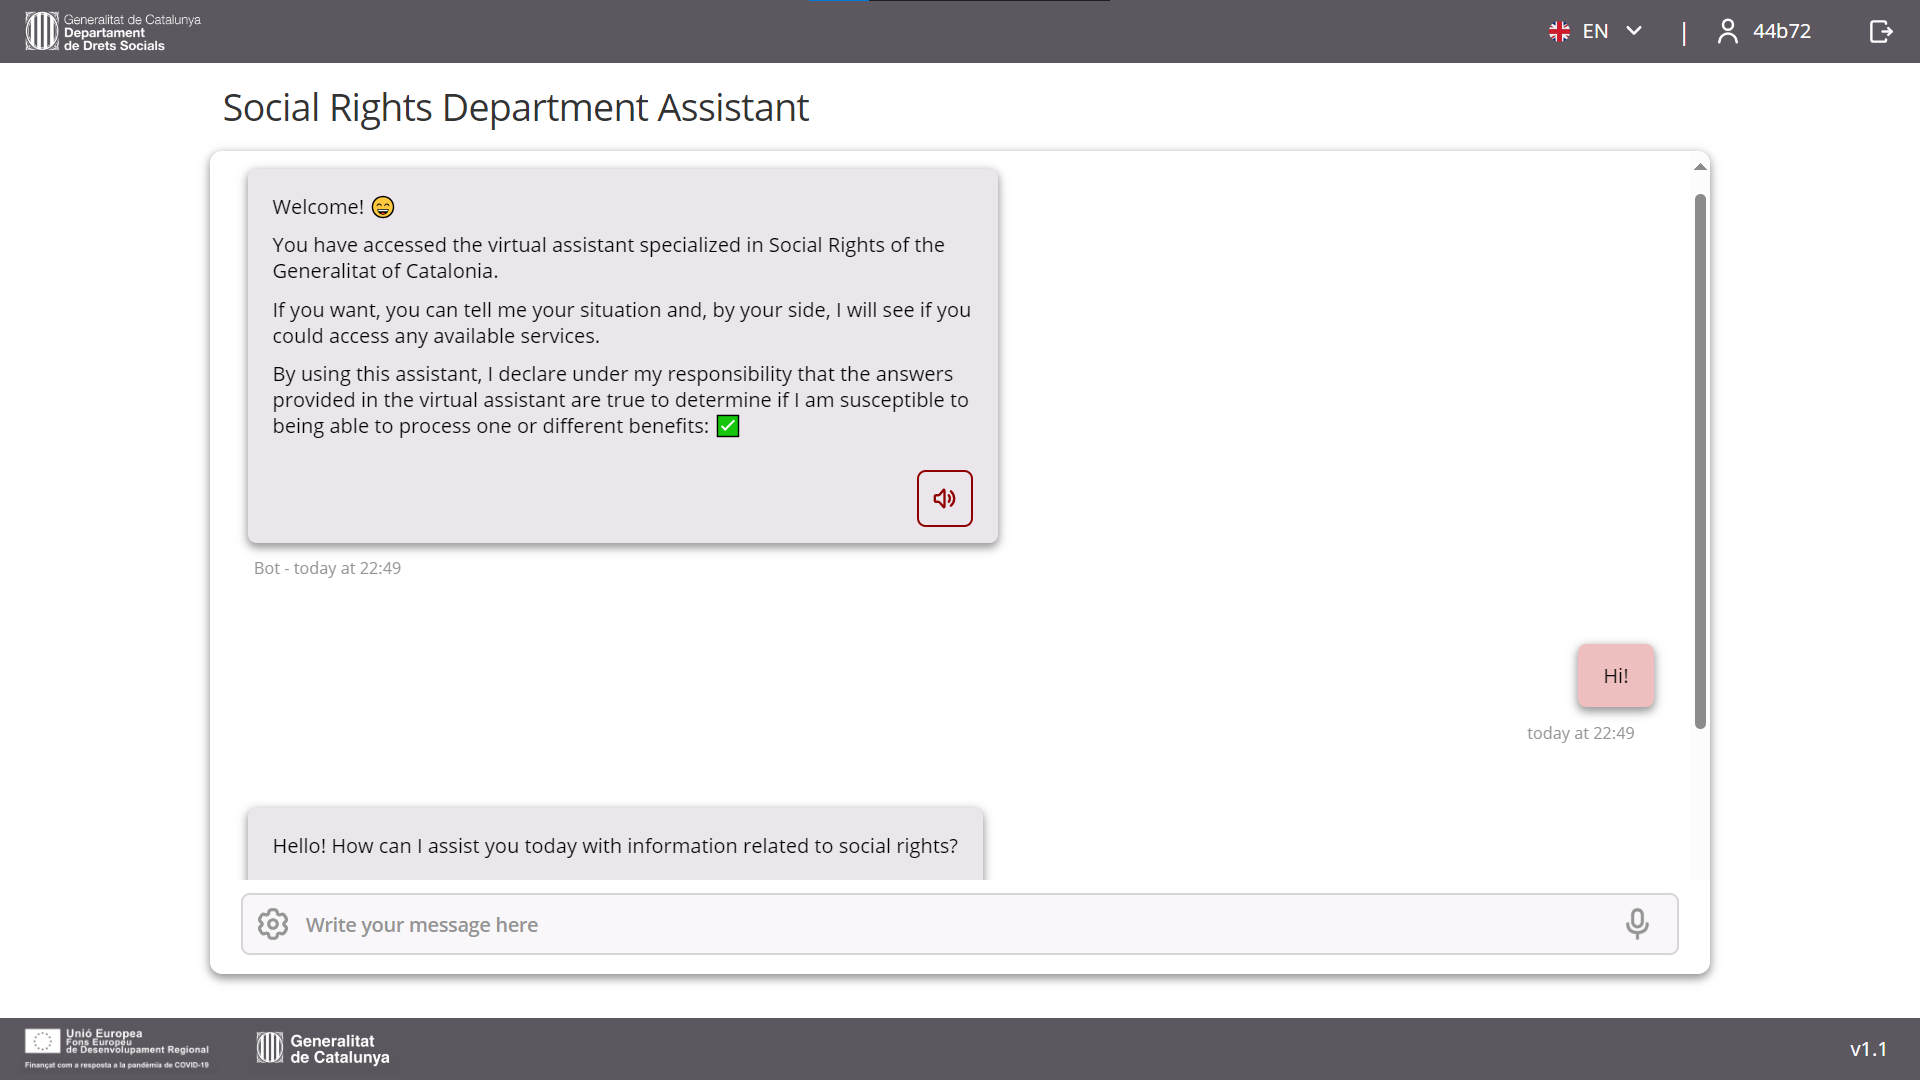 Generalitat de Catalunya
Departament
de Drets Socials
EN
44b72
Social Rights Department Assistant
Welcome! 😄
You have accessed the virtual assistant specialized in Social Rights of the
Generalitat of Catalonia.
If you want, you can tell me your situation and, by your side, I will see if you
could access any available services.
By using this assistant, I declare under my responsibility that the answers
provided in the virtual assistant are true to determine if I am susceptible to
being able to process one or different benefits: ✅
Bot - today at 22:49
Hi!
today at 22:49
Hello! How can I assist you today with information related to social rights?
Write your message here
Unió Europea
Fons Europeu
de Desenvolupament Regional
Finançat com a resposta a la pandèmia de COVID-19
Generalitat
de Catalunya
v1.1